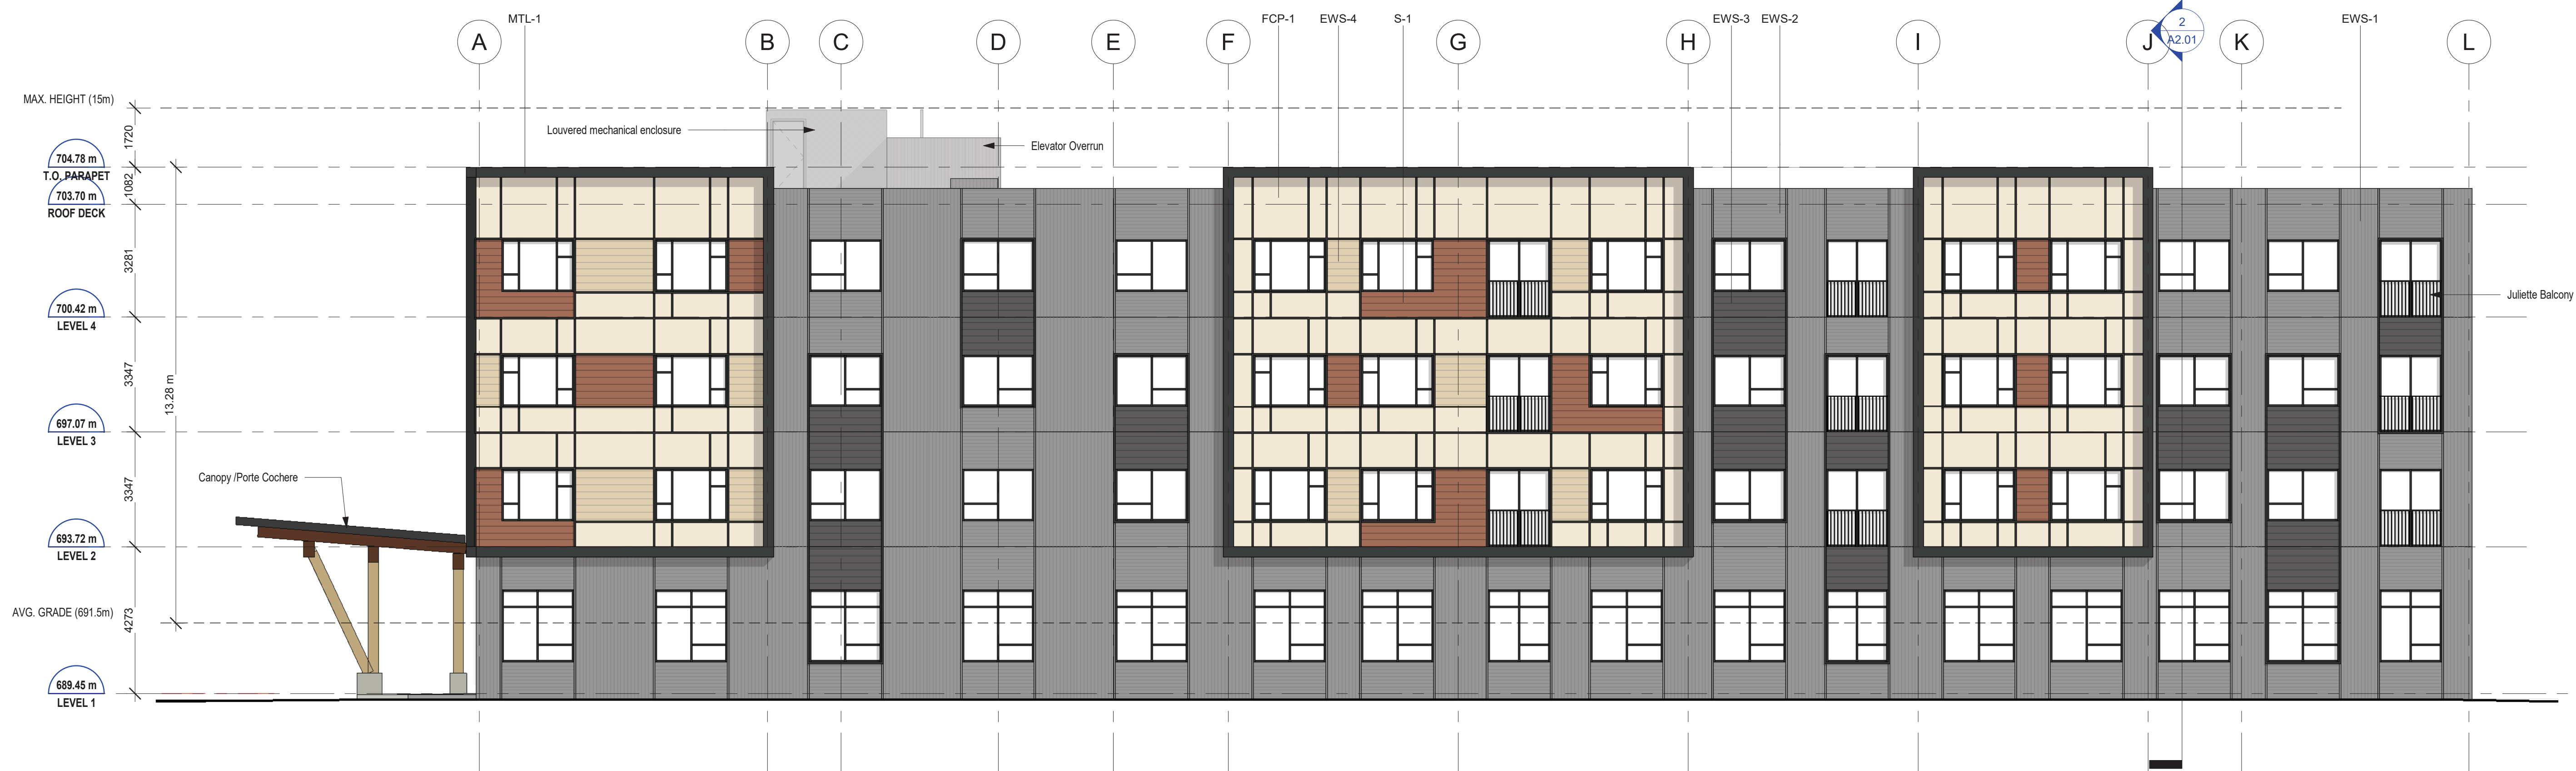 MTL-1
FCP-1
EWS-4
S-1
EWS-3
EWS-2
EWS-1
A
B
C
D
E
F
G
H
I
J
2
A2.01
K
L
MAX. HEIGHT (15m)
1720
Louvered mechanical enclosure
Elevator Overrun
704.78 m
T.O. PARAPET
1082
703.70 m
ROOF DECK
3281
700.42 m
LEVEL 4
Juliette Balcony
3347
13.28 m
697.07 m
LEVEL 3
3347
Canopy /Porte Cochere
693.72 m
LEVEL 2
AVG. GRADE (691.5m)
4273
689.45 m
LEVEL 1